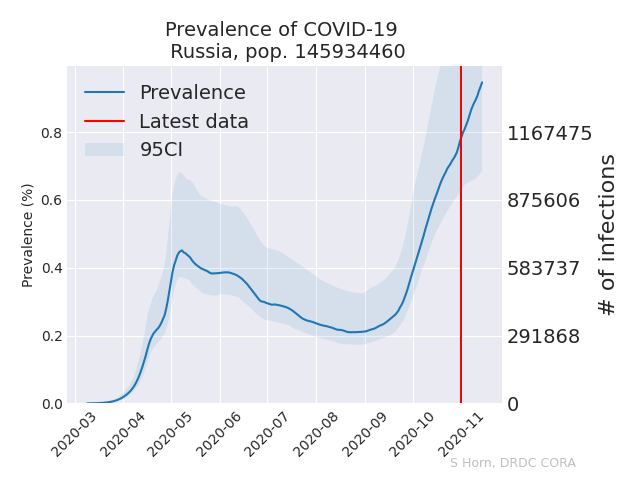 Prevalence of COVID-19
Russia, pop. 145934460
Prevalence
Latest data
95CI
Prevalence (%)
0.8
0.6
0.4
0.2
0.0
1167475
875606
583737
291868
0
# of infections
2020-03
2020-04
2020-05
2020-06
2020-07
2020-08
2020-09
2020-10
2020-11
S Horn, DRDC CORA